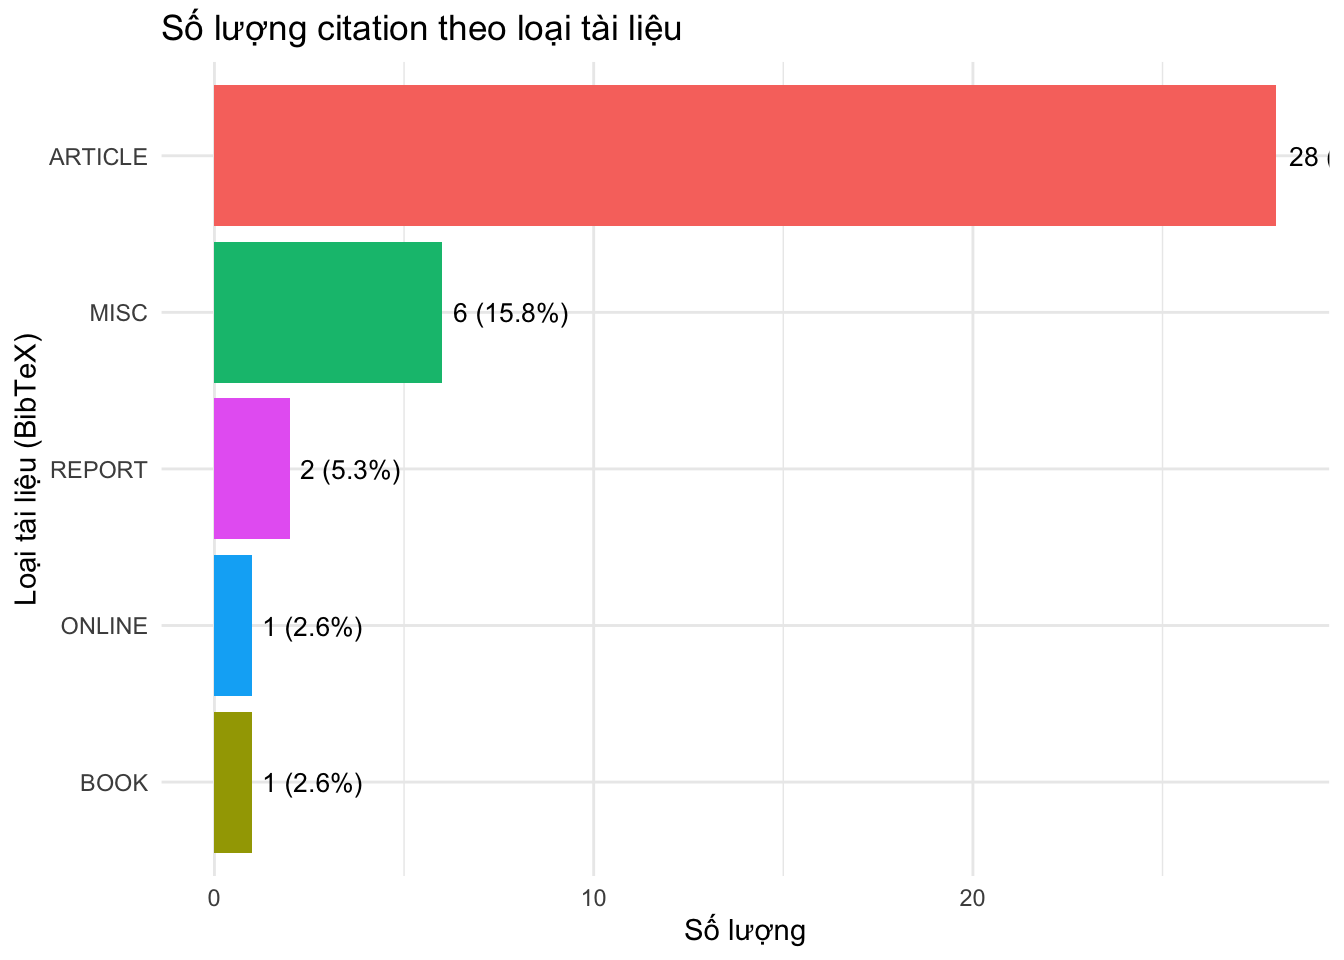 Số lượng citation theo loại tài liệu
Loại tài liệu (BibTeX)
ARTICLE
28 (
MISC
6 (15.8%)
REPORT
2 (5.3%)
ONLINE
1 (2.6%)
BOOK
1 (2.6%)
0
10
20
Số lượng